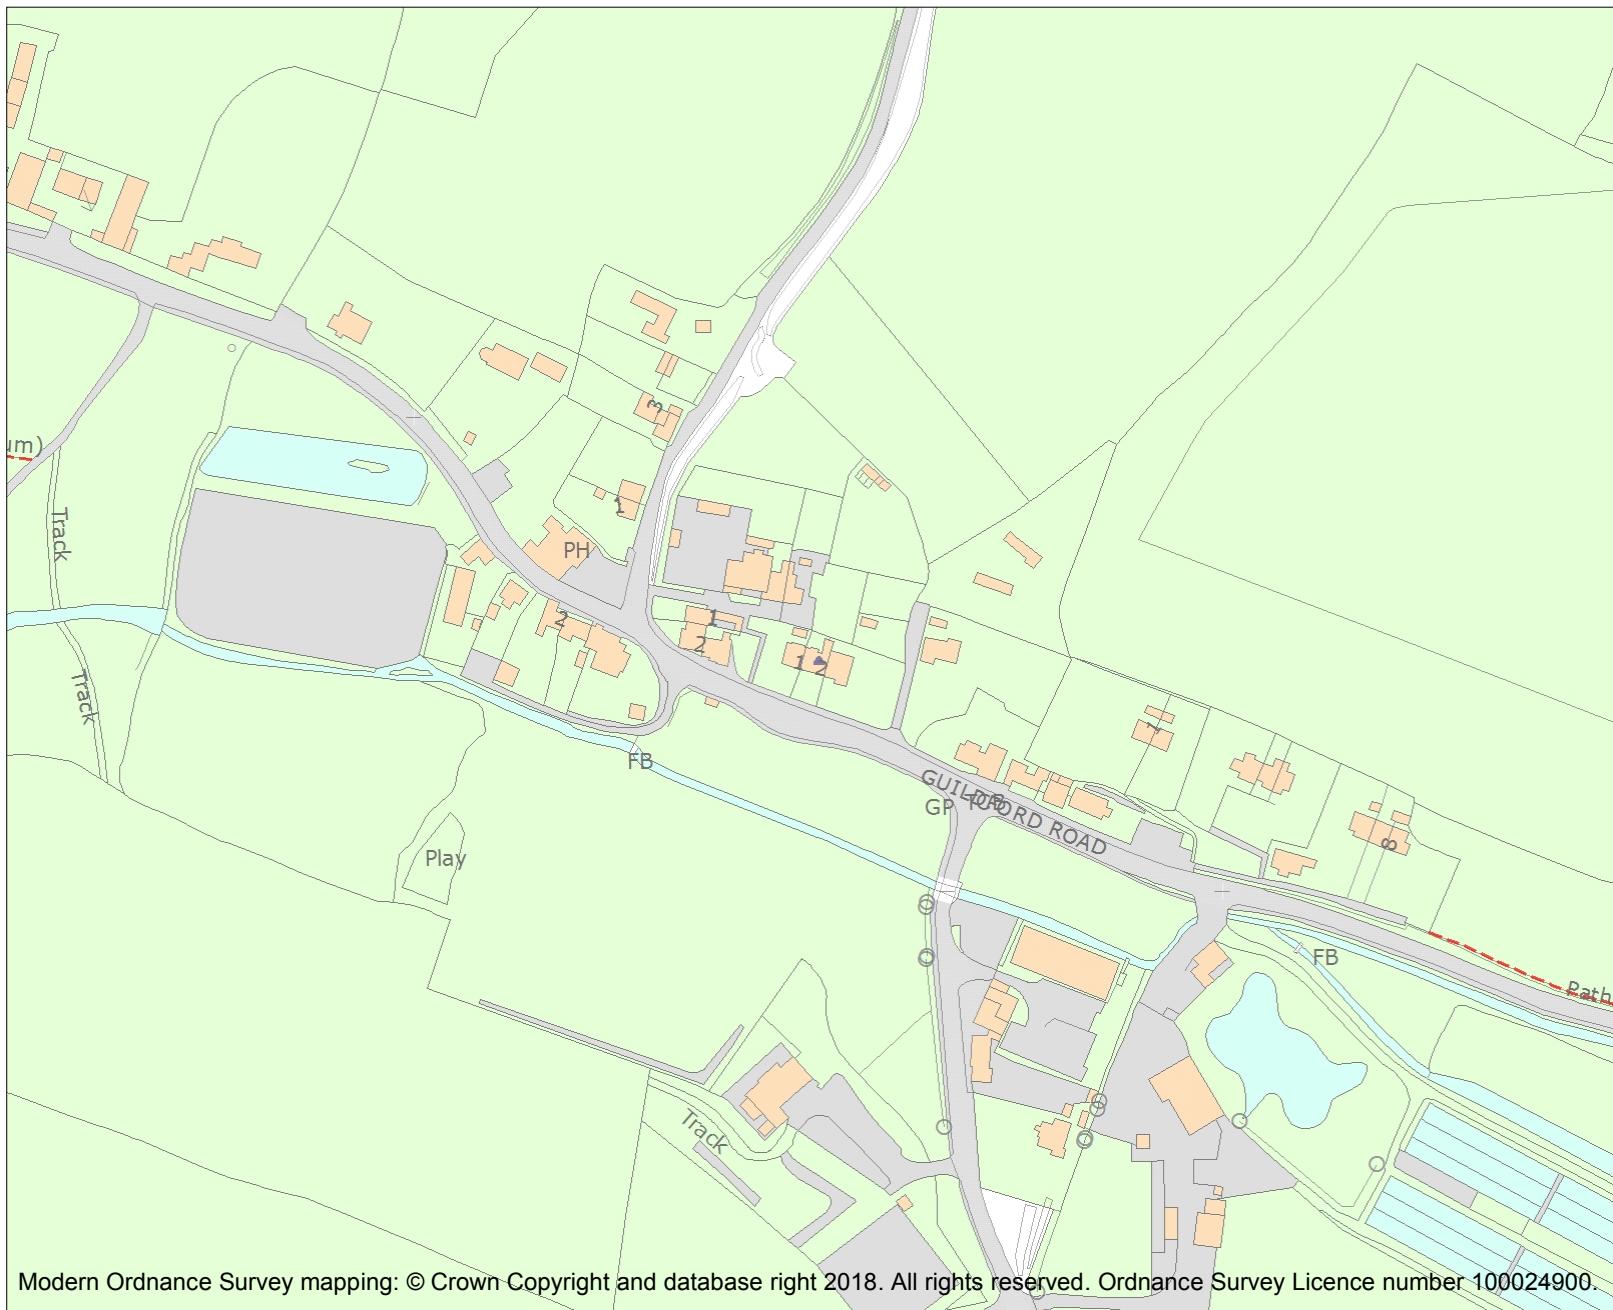 3
1
PH
um)
Track
2
1
2
1 2
Track
FB
1
GUILDFORD ROAD
GP
TCB
Play
8
FB
Path
Track
Modern Ordnance Survey mapping: © Crown Copyright and database right 2018. All rights reserved. Ordnance Survey Licence number 100024900.